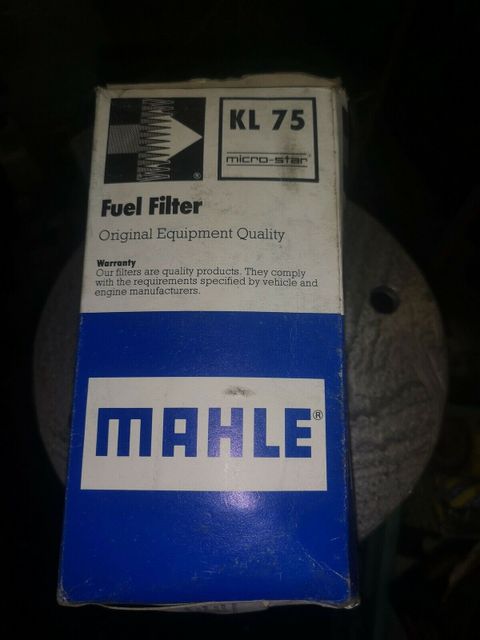 KL 75
micro-star
®
Fuel Filter
Original Equipment Quality
Warranty
Our filters are quality products. They comply
with the requirements specified by vehicle and
engine manufacturers.
MAHLE®